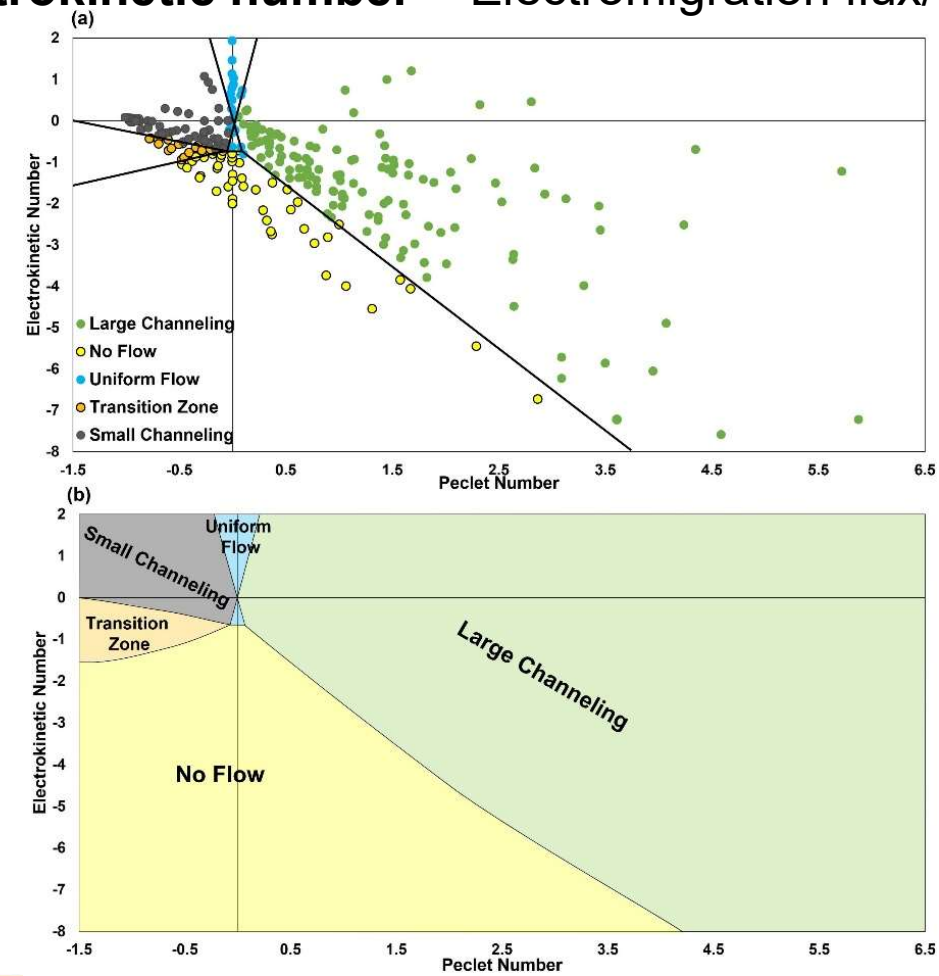 (a)
2
1
0
-1
-2
-3
-4
-5
-6
-7
-8
Electrokinetic Number
Large Channeling
No Flow
Uniform Flow
Transition Zone
Small Channeling
-1.5 -0.5 0.5 1.5 2.5 3.5 4.5 5.5 6.5
Peclet Number
(b)
2
1
0
-1
-2
-3
-4
-5
-6
-7
-8
Electrokinetic Number
Small Channeling
Uniform
Flow
Transition
Zone
Large Channeling
No Flow
-1.5 -0.5 0.5 1.5 2.5 3.5 4.5 5.5 6.5
Peclet Number